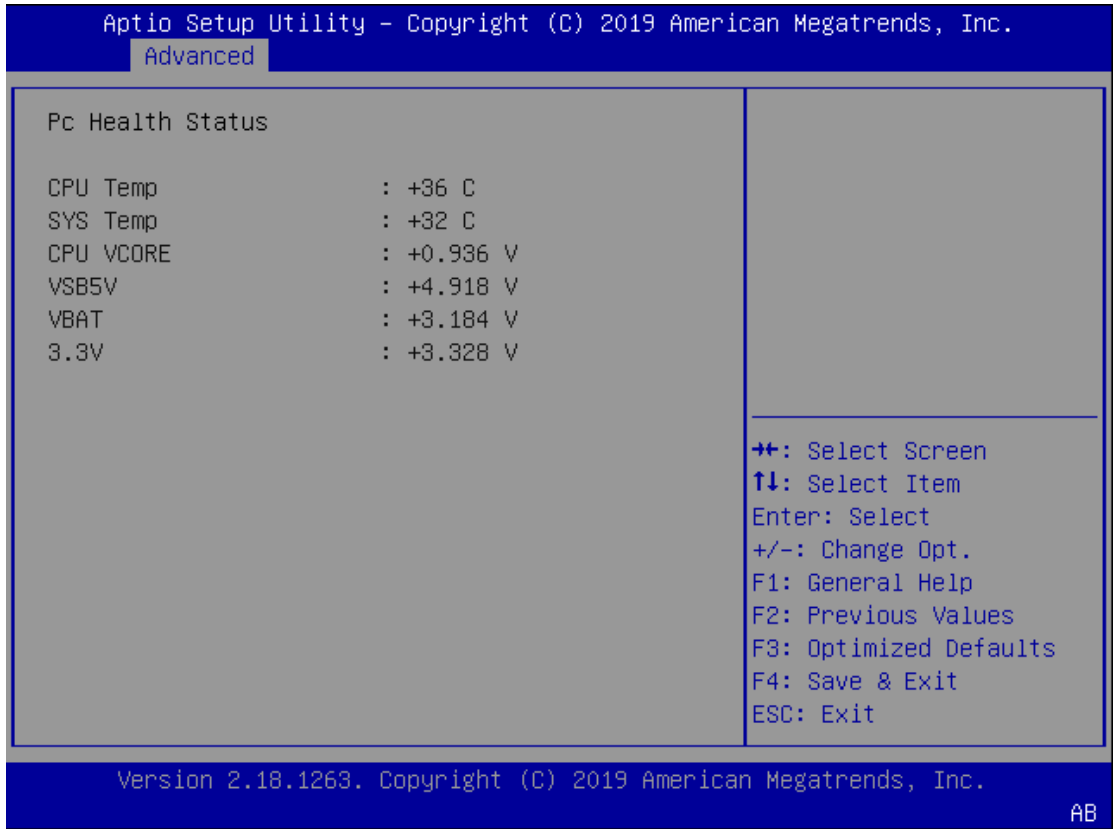 Aptio Setup Utility – Copyright (C) 2019 American Megatrends, Inc.
Advanced
Pc Health Status
CPU Temp : +36 C
SYS Temp : +32 C
CPU VCORE : +0.936 V
VSB5V : +4.918 V
VBAT : +3.184 V
3.3V : +3.328 V
→←: Select Screen
↑↓: Select Item
Enter: Select
+/-: Change Opt.
F1: General Help
F2: Previous Values
F3: Optimized Defaults
F4: Save & Exit
ESC: Exit
Version 2.18.1263. Copyright (C) 2019 American Megatrends, Inc.
AB